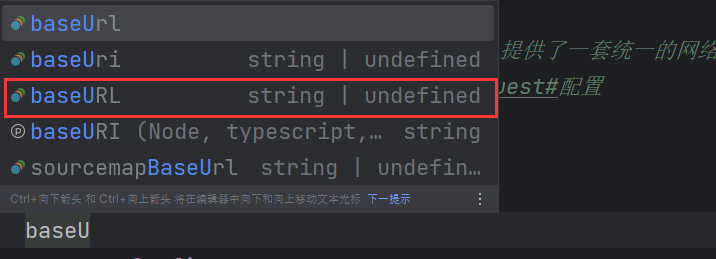 baseUrl
baseUri string | undefined
提供了一套统一的网络
baseURL string | undefined
uest#配置
baseURI (Node, typescript,… string
sourcemapBaseUrl string | undefin…
Ctrl+向下箭头 和 Ctrl+向上箭头 将在编辑器中向下和向上移动文本光标 下一提示
baseU